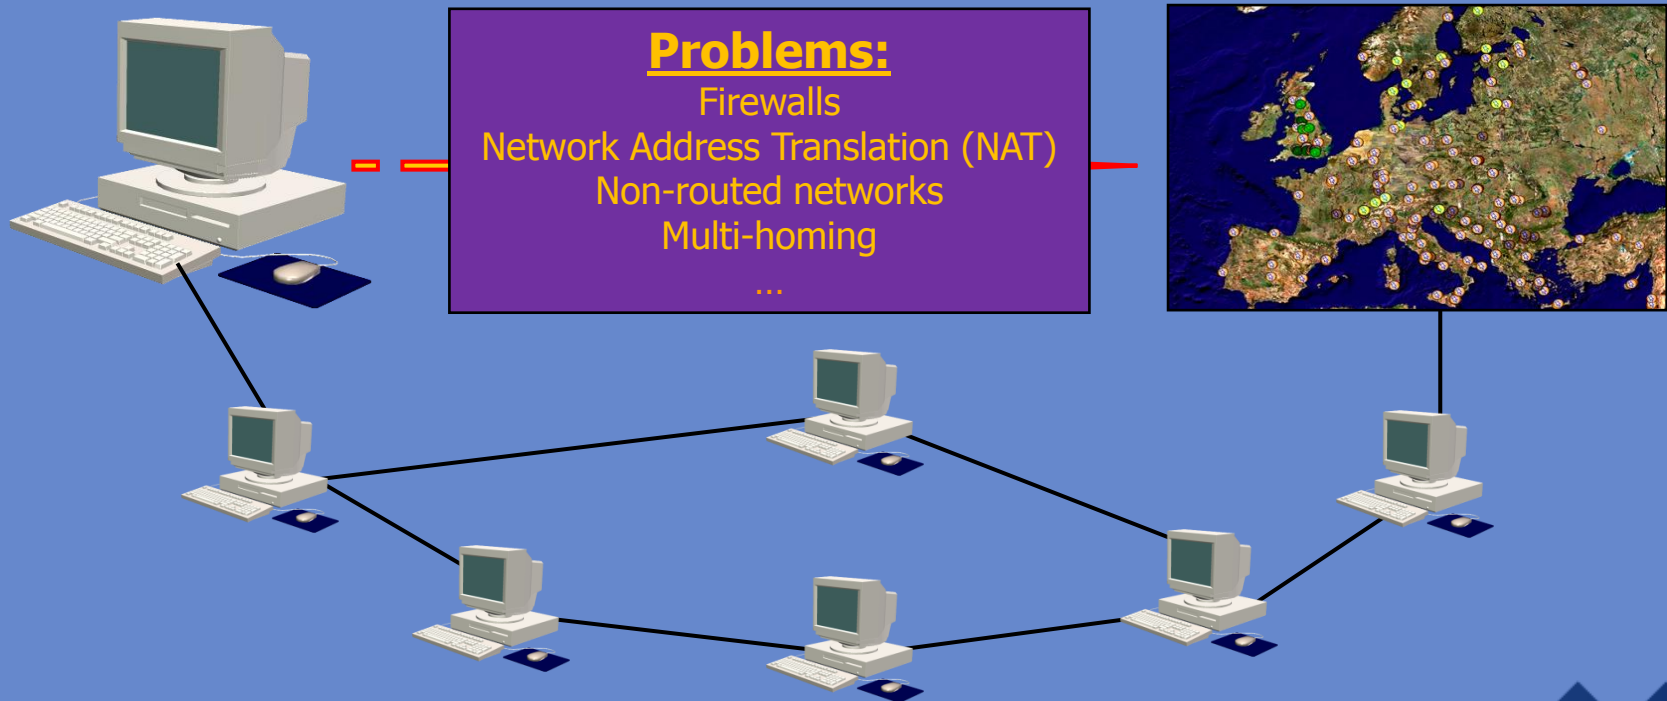 Problems:
Firewalls
Network Address Translation (NAT)
Non-routed networks
Multi-homing
...